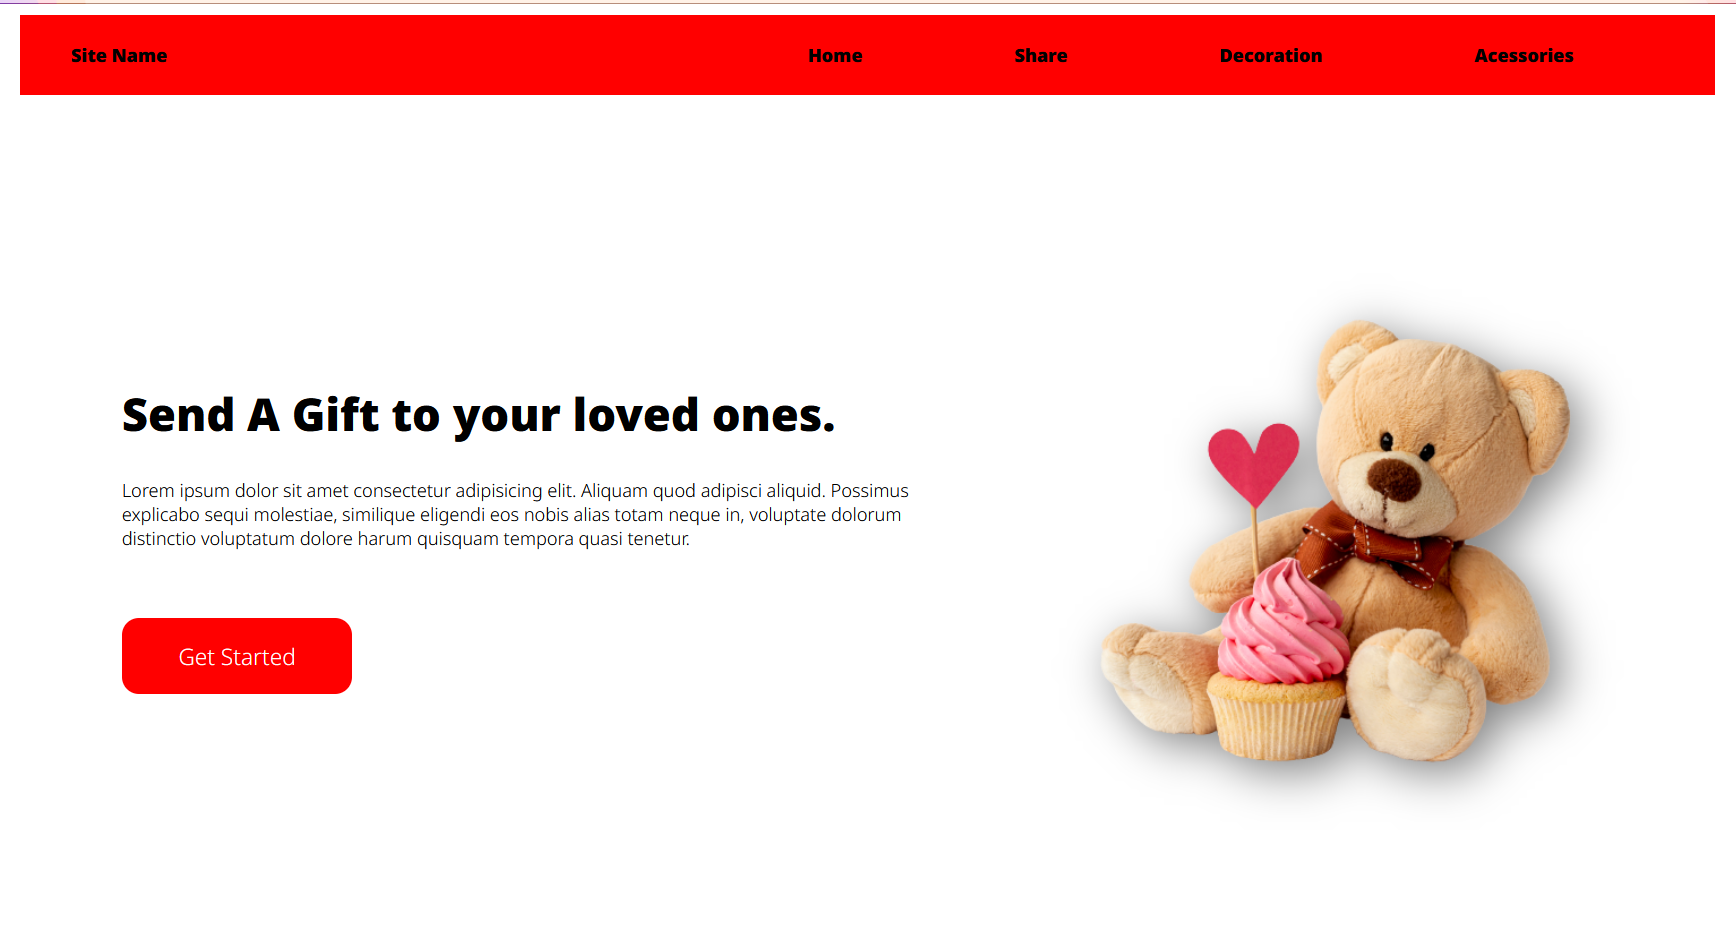 Site Name Home Share Decoration Acessories
Send A Gift to your loved ones.
Lorem ipsum dolor sit amet consectetur adipisicing elit. Aliquam quod adipisci aliquid. Possimus
explicabo sequi molestiae, similique eligendi eos nobis alias totam neque in, voluptate dolorum
distinctio voluptatum dolore harum quisquam tempora quasi tenetur.
Get Started